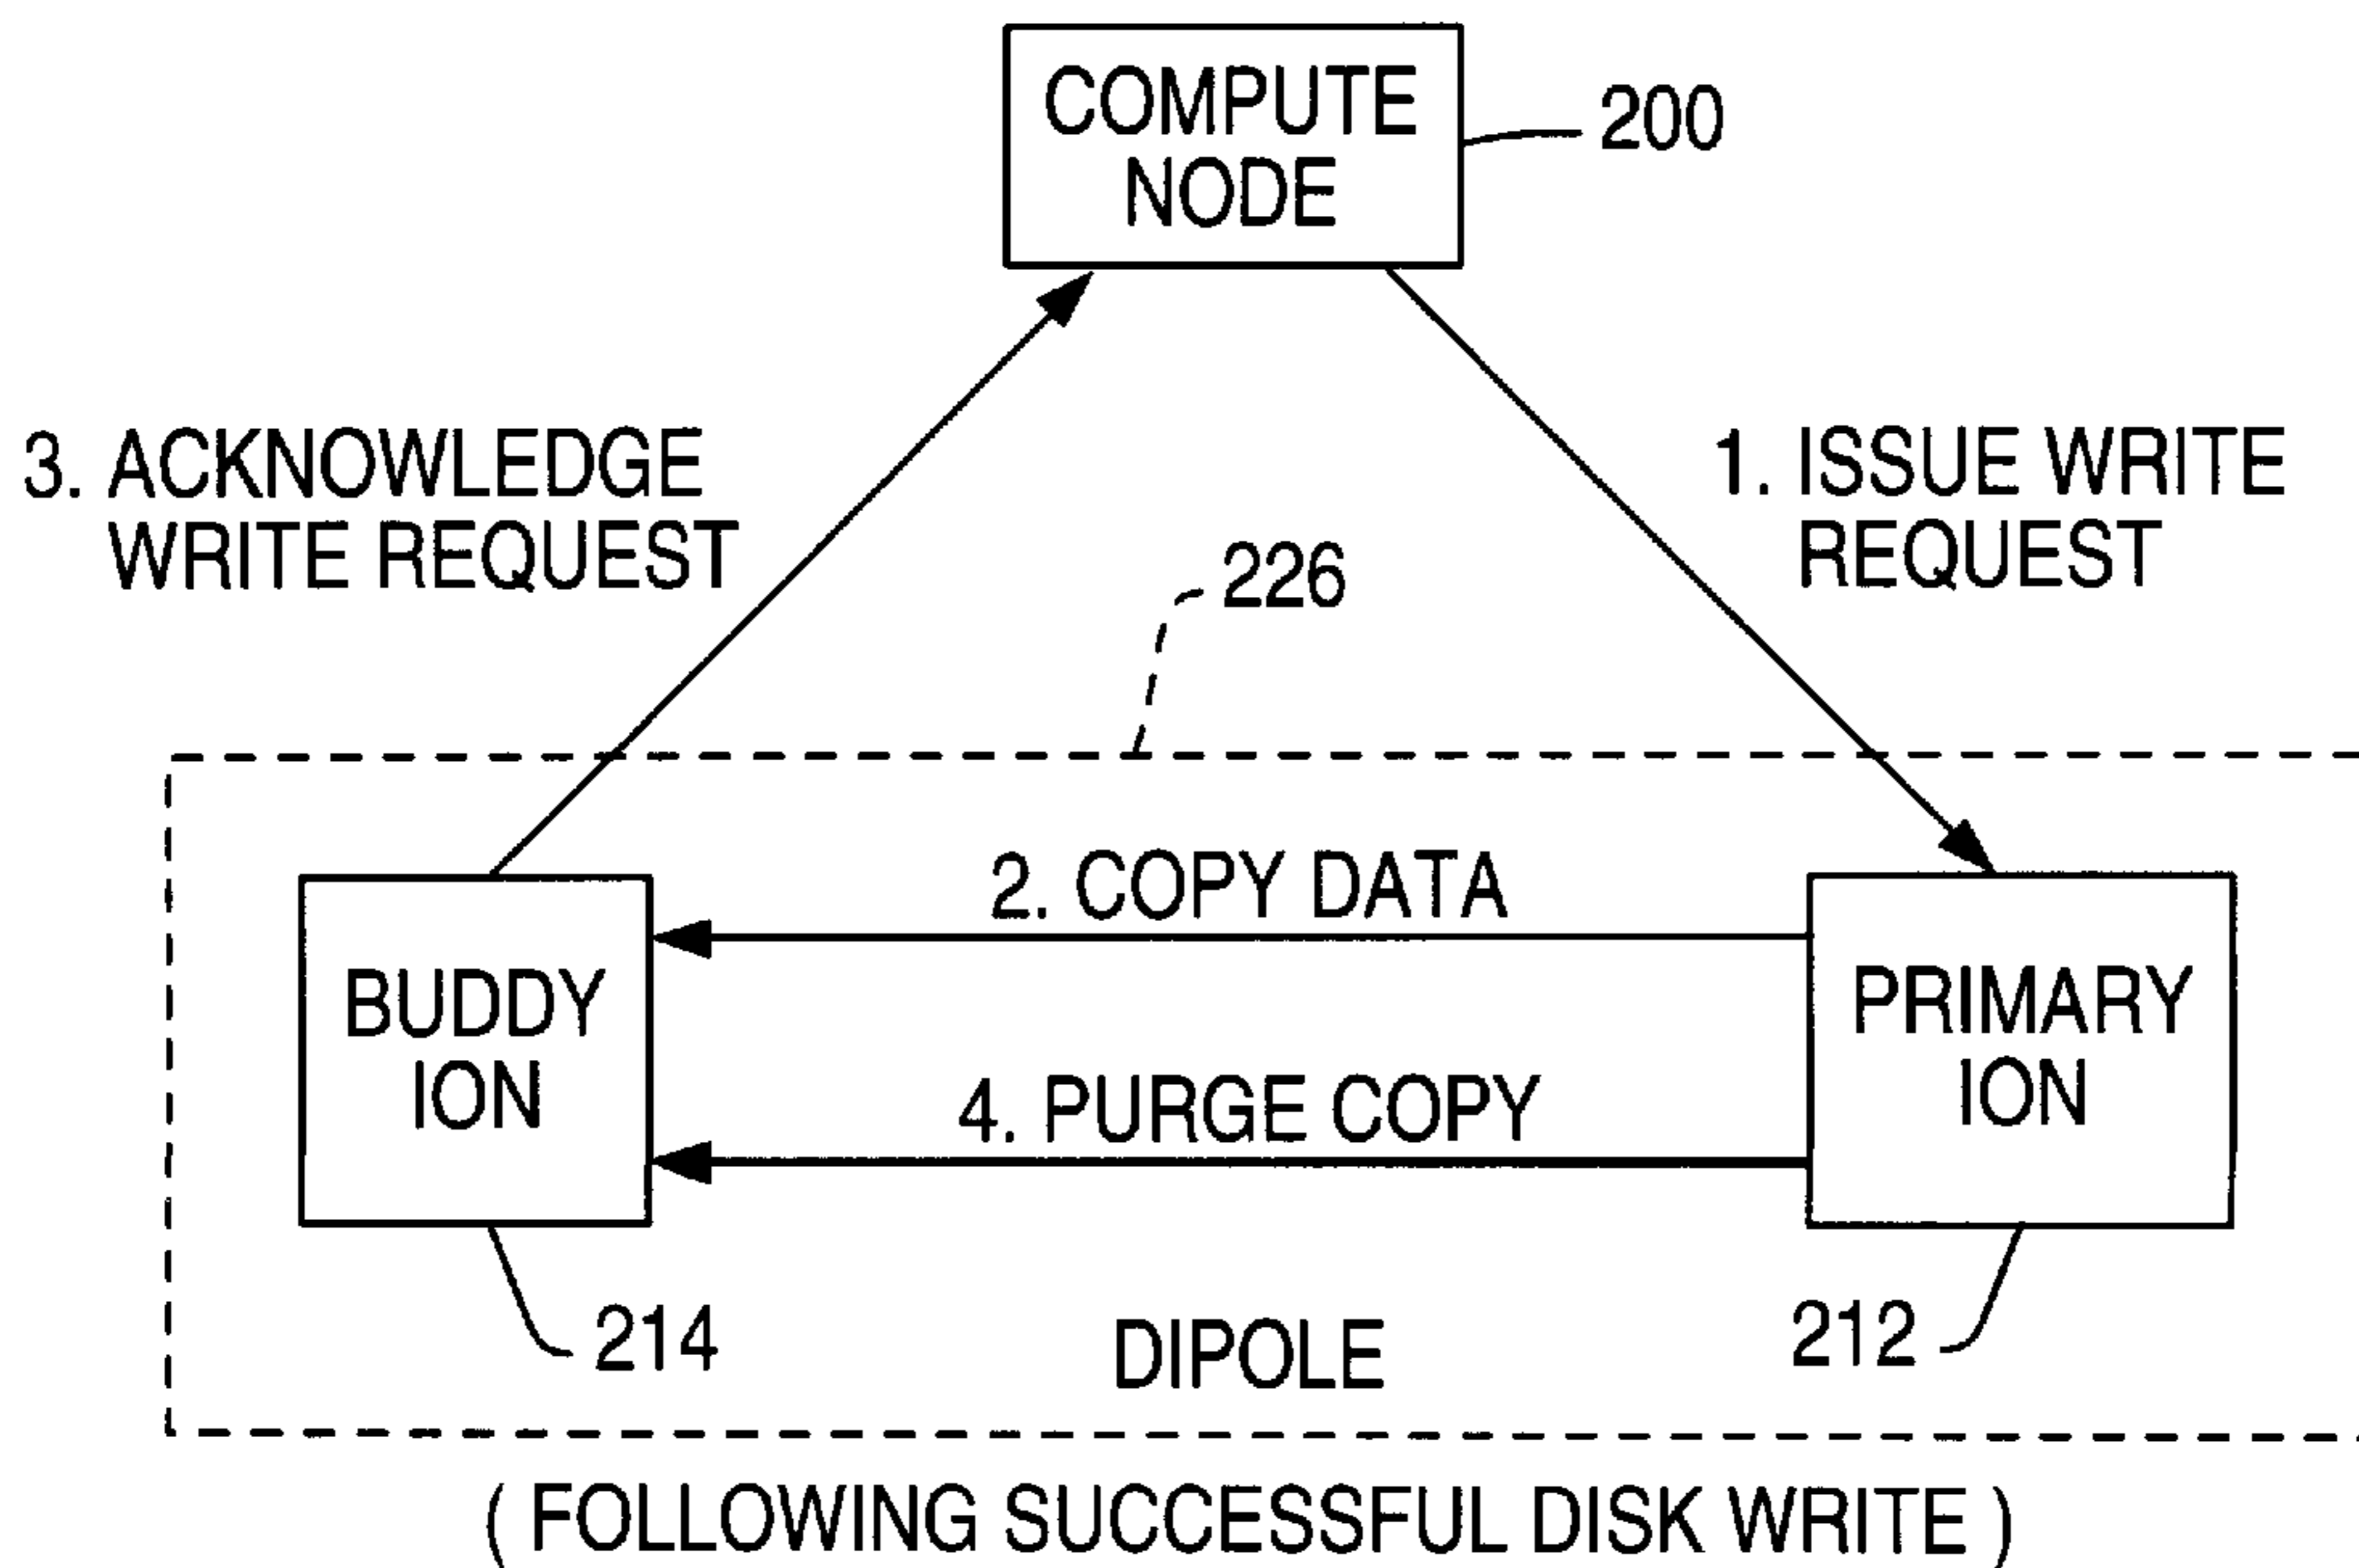 COMPUTE
NODE
200
3. ACKNOWLEDGE
WRITE REQUEST
1. ISSUE WRITE
REQUEST
226
2. COPY DATA
BUDDY
ION
PRIMARY
ION
4. PURGE COPY
214
DIPOLE
212
( FOLLOWING SUCCESSFUL DISK WRITE )